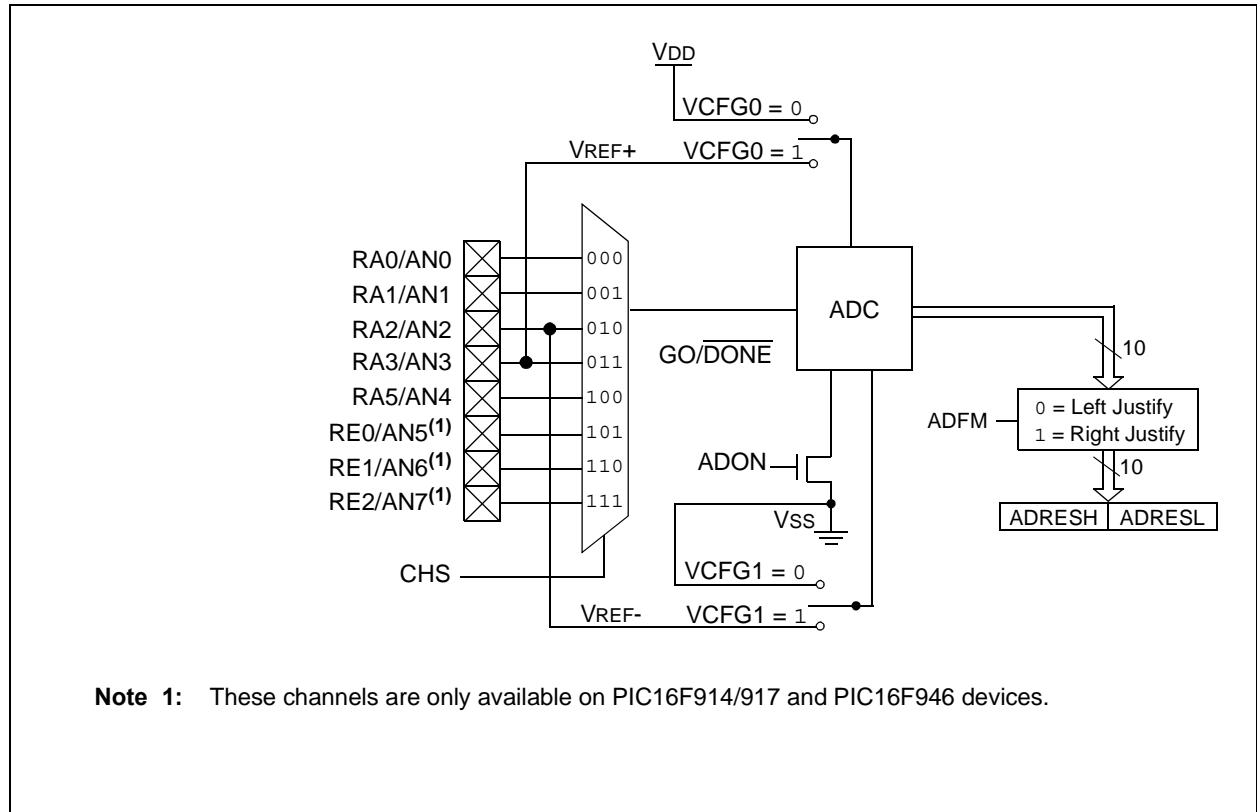 VDD
VCFG0 = 0
VREF+ VCFG0 = 1
RA0/AN0 000
RA1/AN1 001
RA2/AN2 010
RA3/AN3 011
RA5/AN4 100
RE0/AN5(1) 101
RE1/AN6(1) 110
RE2/AN7(1) 111
CHS
ADC
GO/DONE
10
ADFM
0 = Left Justify
1 = Right Justify
10
ADRESH ADRESL
ADON
VSS
VCFG1 = 0
VREF- VCFG1 = 1
Note 1: These channels are only available on PIC16F914/917 and PIC16F946 devices.